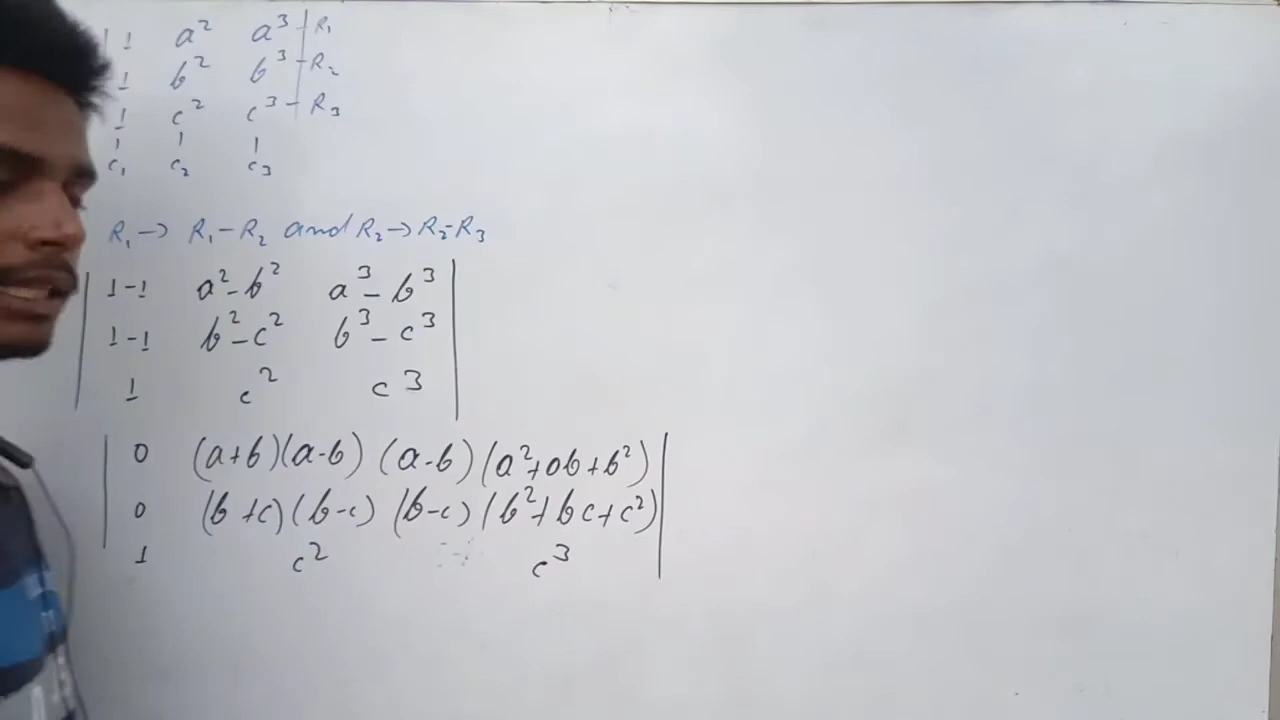 | 1 a² a³ | R₁
1 b² b³ | R₂
1 c² c³ | R₃
c₁ c₂ c₃
R₁ → R₁-R₂ and R₂ → R₂-R₃
| 1-1 a²-b² a³-b³ |
| 1-1 b²-c² b³-c³ |
| 1 c² c³ |
| 0 (a+b)(a-b) (a-b)(a²+ab+b²) |
| 0 (b+c)(b-c) (b-c)(b²+bc+c²) |
1 c² c³ |